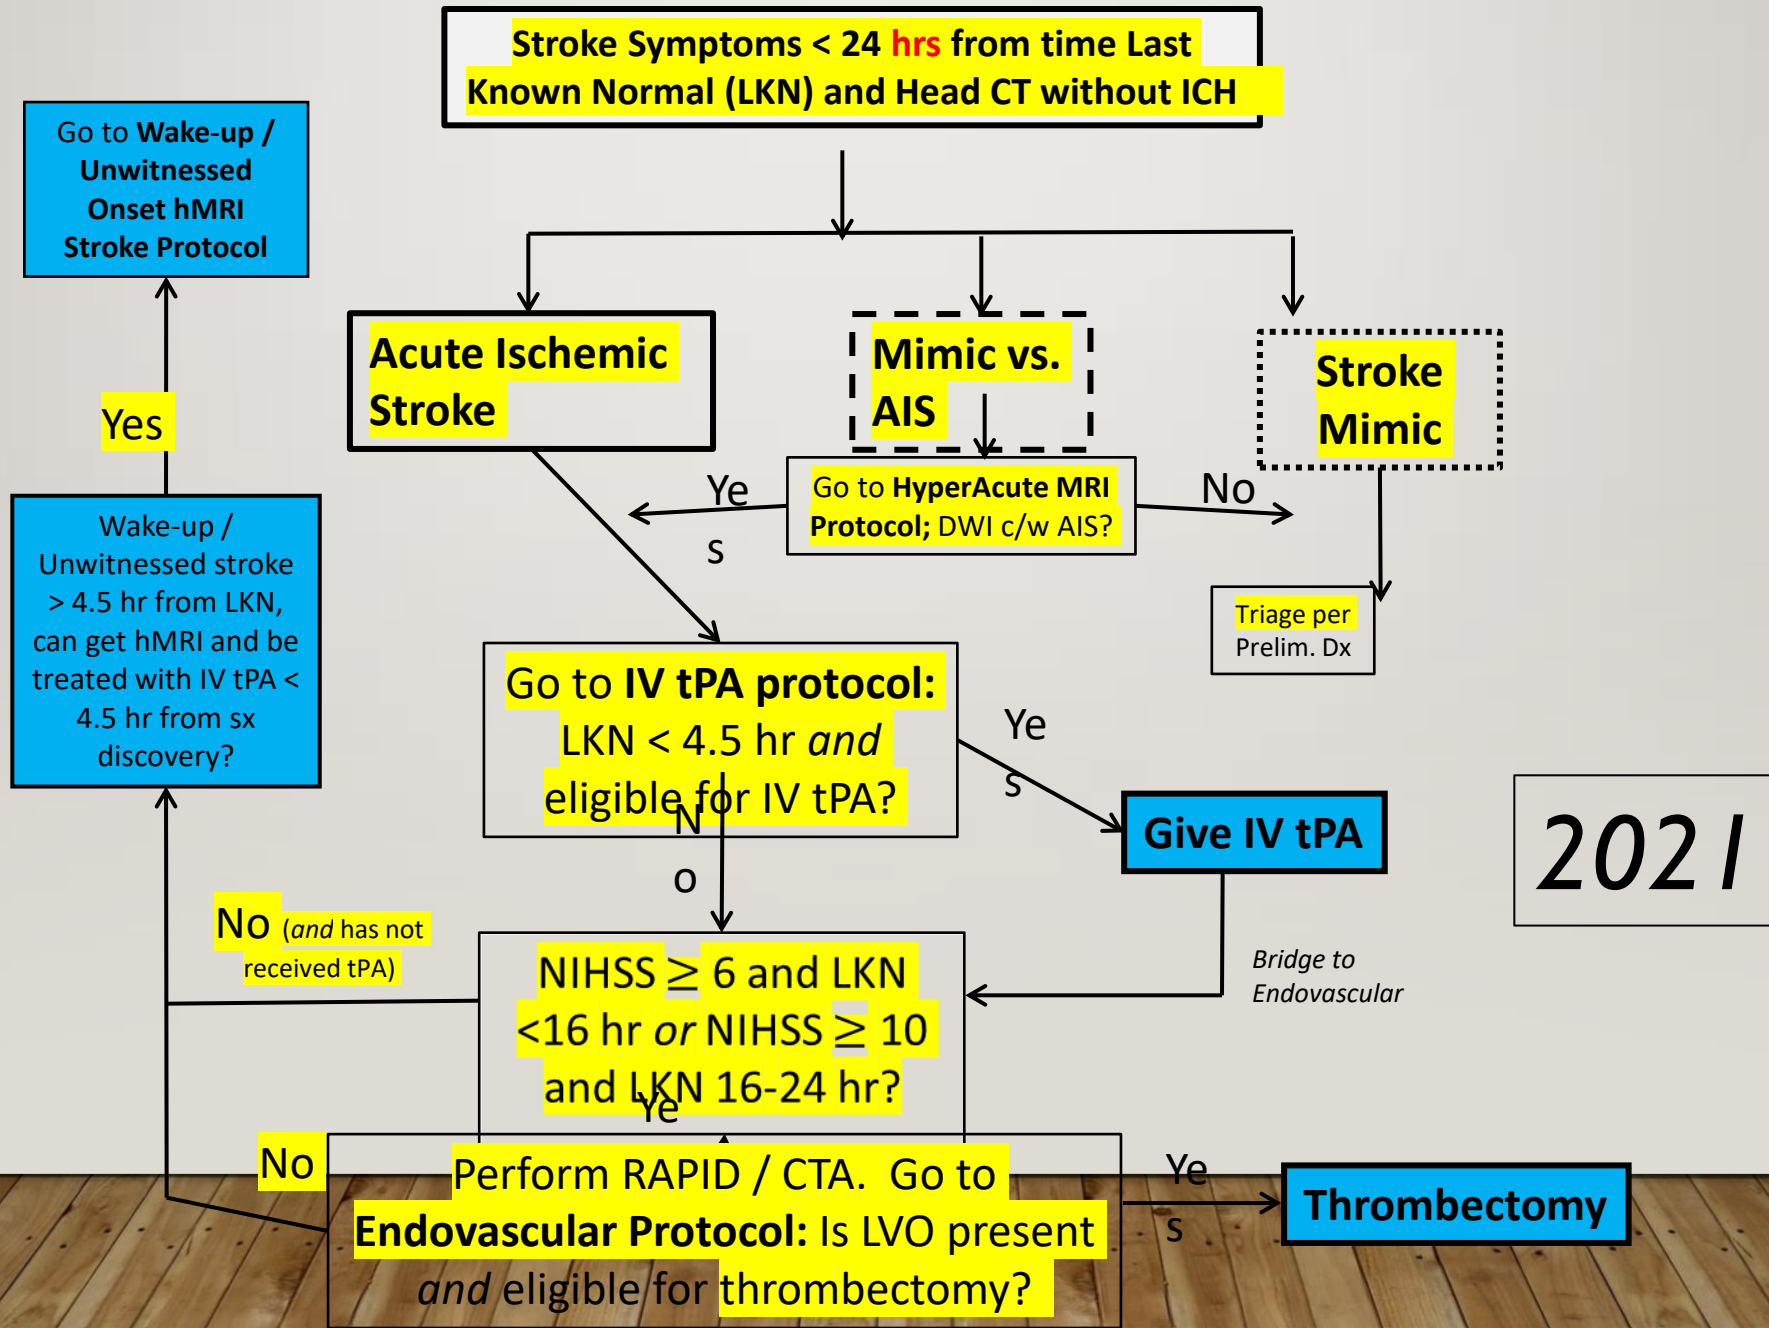 Stroke Symptoms < 24 hrs from time Last
Known Normal (LKN) and Head CT without ICH
Go to Wake-up /
Unwitnessed
Onset hMRI
Stroke Protocol
Yes
Wake-up /
Unwitnessed stroke
> 4.5 hr from LKN,
can get hMRI and be
treated with IV tPA <
4.5 hr from sx
discovery?
Acute Ischemic
Stroke
Mimic vs.
AIS
Stroke
Mimic
Ye
s
Go to HyperAcute MRI
Protocol; DWI c/w AIS?
No
Triage per
Prelim. Dx
Go to IV tPA protocol:
LKN < 4.5 hr and
eligible for IV tPA?
Ye
s
N
o
Give IV tPA
2021
No (and has not
received tPA)
NIHSS ≥ 6 and LKN
<16 hr or NIHSS ≥ 10
and LKN 16-24 hr?
Bridge to
Endovascular
Ye
No
Perform RAPID / CTA. Go to
Endovascular Protocol: Is LVO present
and eligible for thrombectomy?
Ye
s
Thrombectomy